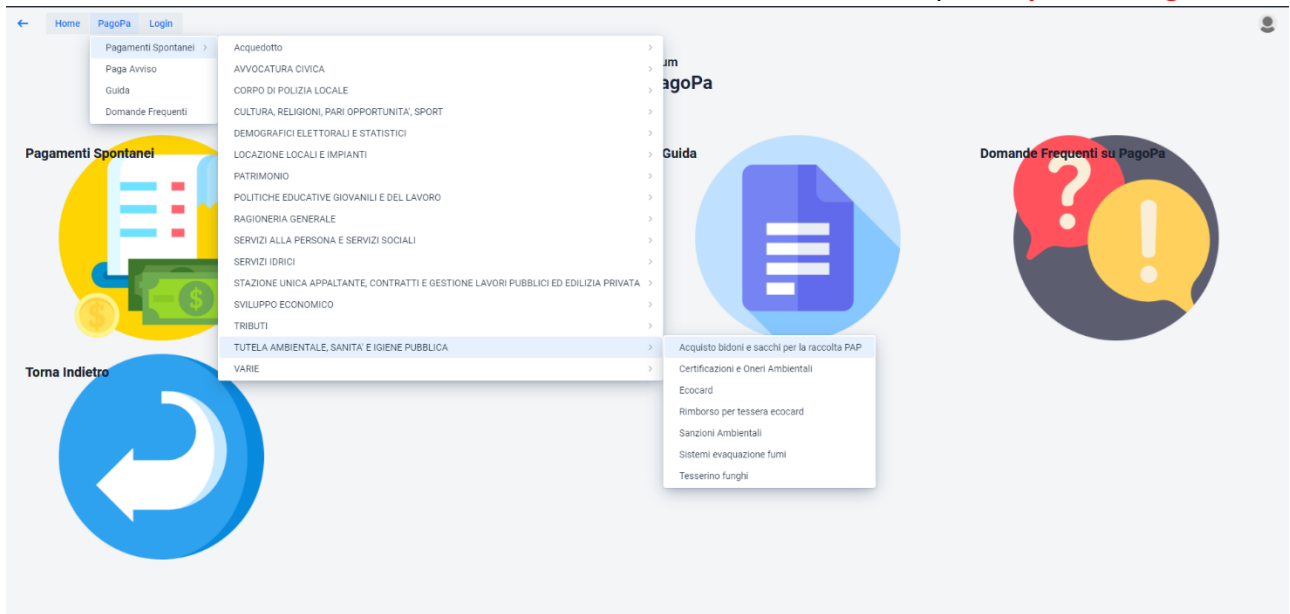 Home PagoPa Login
Pagamenti Spontanei
Paga Avviso
Guida
Domande Frequenti
Acquedotto
AVVOCATURA CIVICA
CORPO DI POLIZIA LOCALE
CULTURA, RELIGIONI, PARI OPPORTUNITA', SPORT
DEMOGRAFICI ELETTORALI E STATISTICI
LOCAZIONE LOCALI E IMPIANTI
PATRIMONIO
POLITICHE EDUCATIVE GIOVANILI E DEL LAVORO
RAGIONERIA GENERALE
SERVIZI ALLA PERSONA E SERVIZI SOCIALI
SERVIZI IDRICI
STAZIONE UNICA APPALTANTE, CONTRATTI E GESTIONE LAVORI PUBBLICI ED EDILIZIA PRIVATA
SVILUPPO ECONOMICO
TRIBUTI
TUTELA AMBIENTALE, SANITA' E IGIENE PUBBLICA
VARIE
Acquisto bidoni e sacchi per la raccolta PAP
Certificazioni e Oneri Ambientali
Ecocard
Rimborso per tessera ecocard
Sanzioni Ambientali
Sistemi evaquazione fumi
Tesserino funghi
um
agoPa
Pagamenti Spontanei
Guida
Domande Frequenti su PagoPa
Torna Indietro